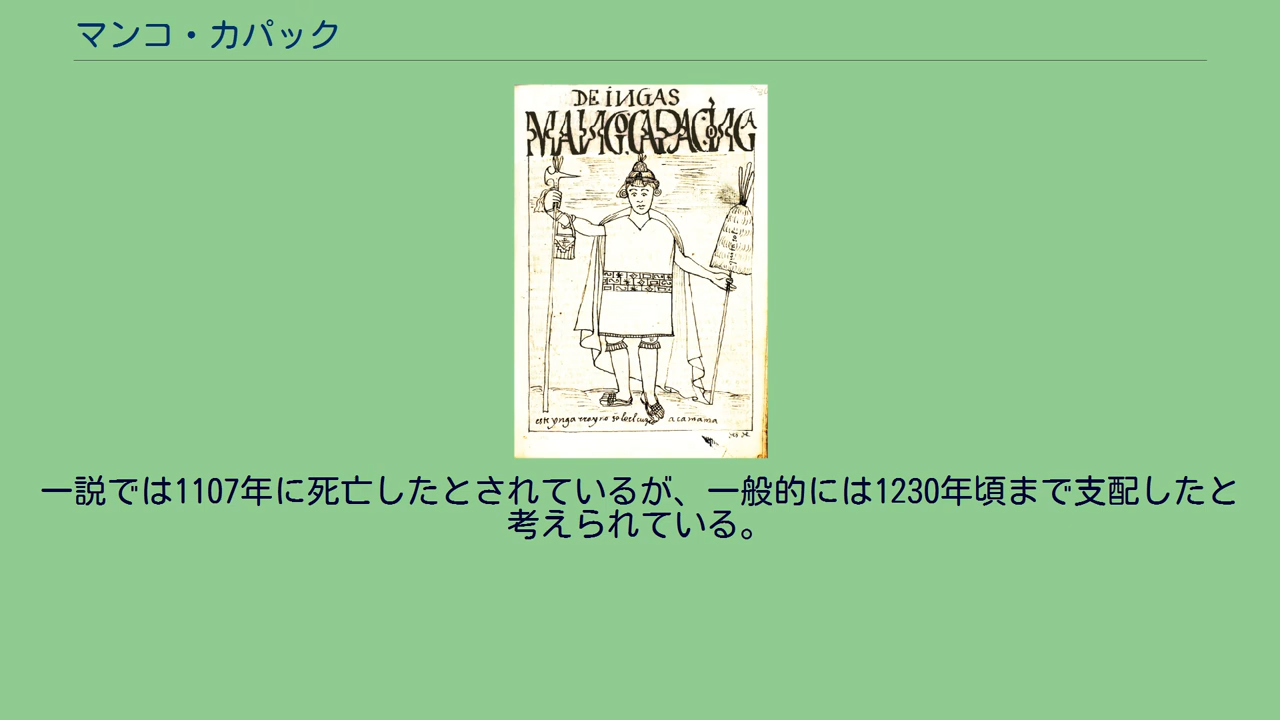 マンコ・カパック
DE INGAS
MANGOCAPACINGA
一説では1107年に死亡したとされているが、一般的には1230年頃まで支配したと
考えられている。